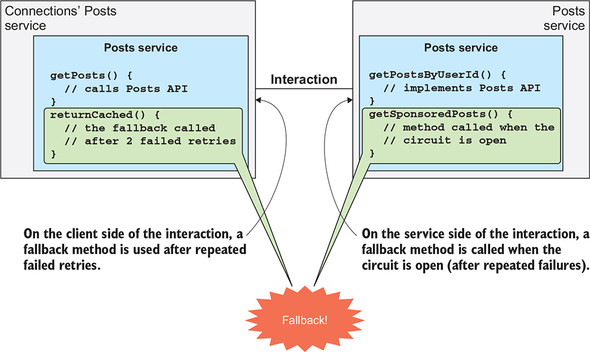 Connections' Posts
service
Posts service
getPosts() {
// calls Posts API
}
returnCached() {
// the fallback called
// after 2 failed retries
}
Interaction
Posts
service
Posts service
getPostsByUserId() {
// implements Posts API
}
getSponsoredPosts() {
// method called when the
// circuit is open
}
On the client side of the interaction, a
fallback method is used after repeated
failed retries.
On the service side of the interaction, a
fallback method is called when the
circuit is open (after repeated failures).
Fallback!